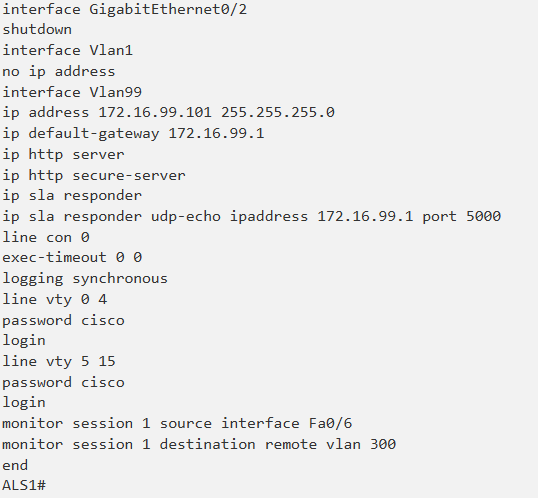 interface GigabitEthernet0/2
shutdown
interface Vlan1
no ip address
interface Vlan99
ip address 172.16.99.101 255.255.255.0
ip default-gateway 172.16.99.1
ip http server
ip http secure-server
ip sla responder
ip sla responder udp-echo ipaddress 172.16.99.1 port 5000
line con 0
exec-timeout 0 0
logging synchronous
line vty 0 4
password cisco
login
line vty 5 15
password cisco
login
monitor session 1 source interface Fa0/6
monitor session 1 destination remote vlan 300
end
ALS1#